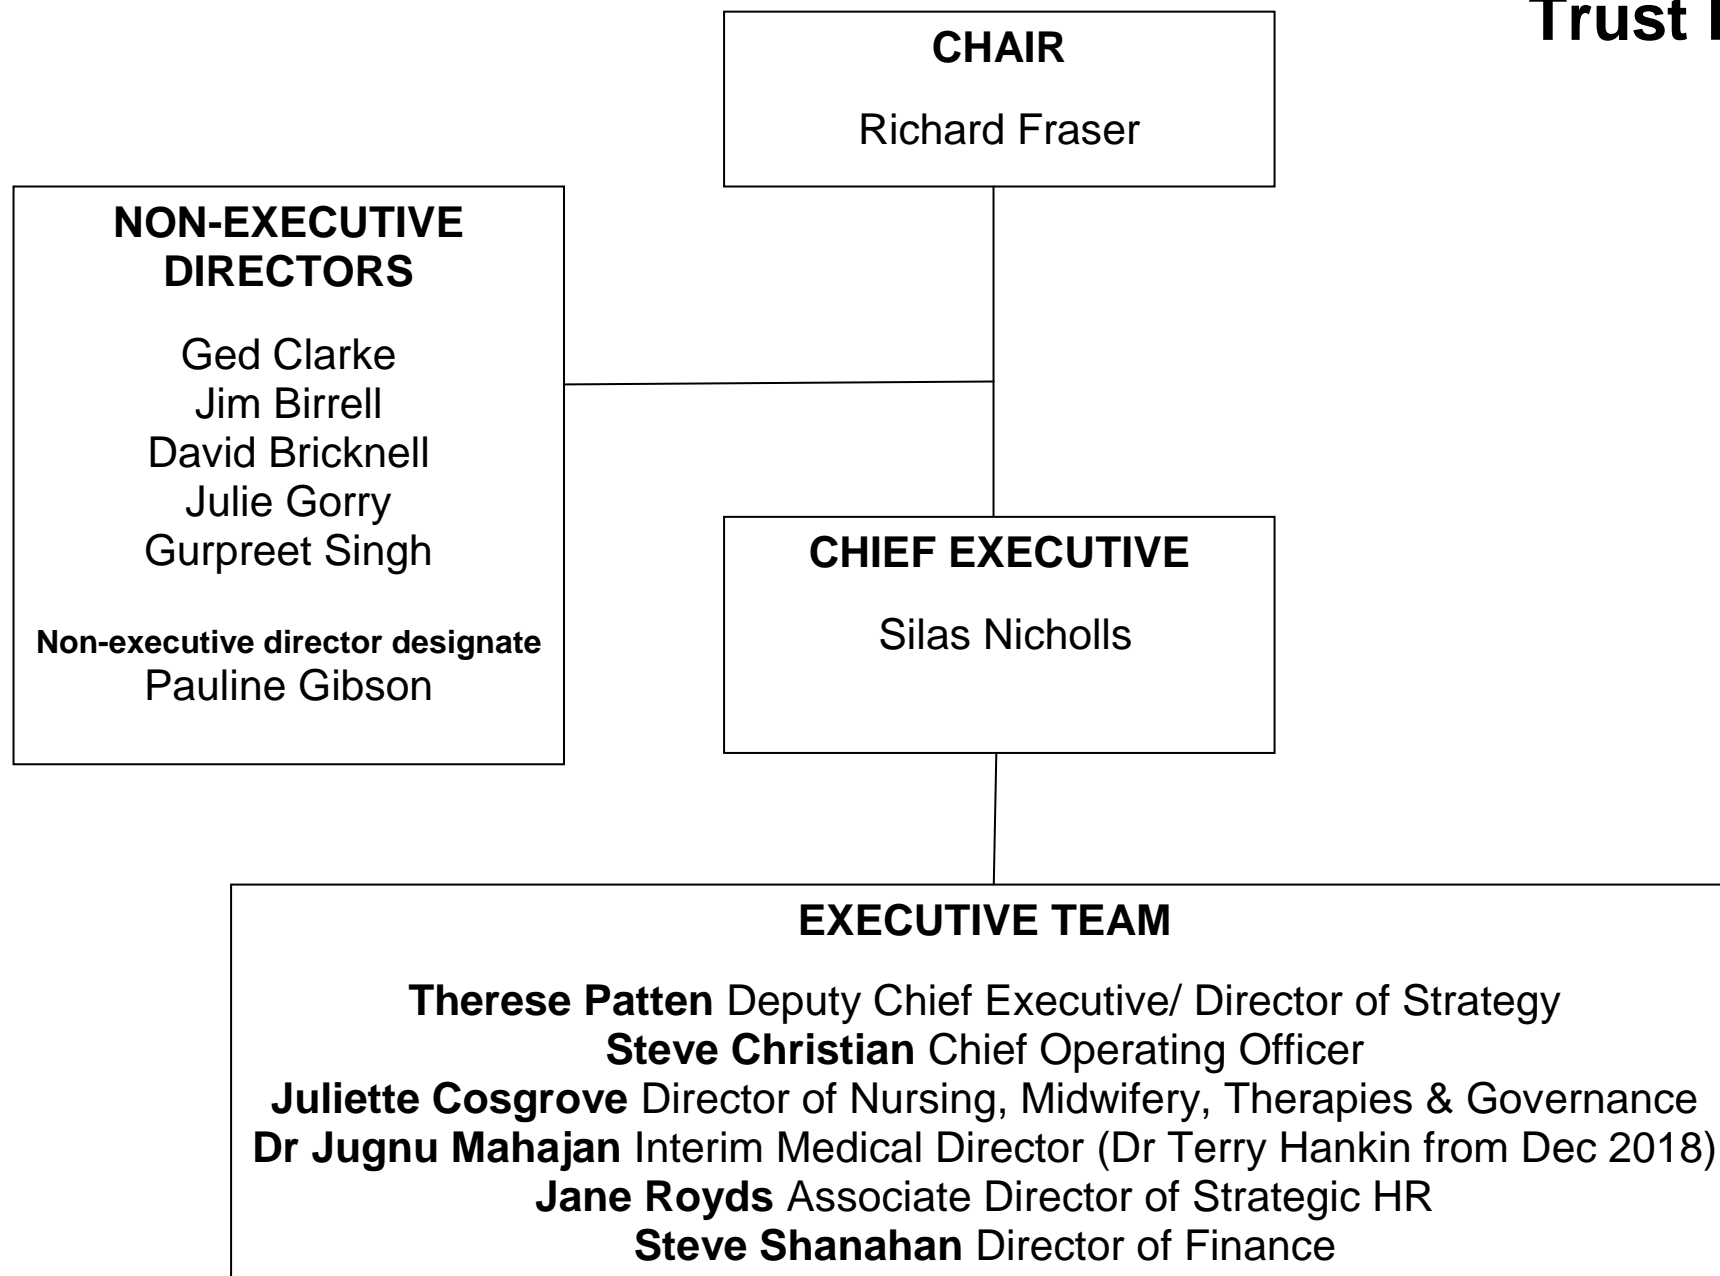 Trust
CHAIR
Richard Fraser
NON-EXECUTIVE
DIRECTORS
Ged Clarke
Jim Birrell
David Bricknell
Julie Gorry
Gurpreet Singh
Non-executive director designate
Pauline Gibson
CHIEF EXECUTIVE
Silas Nicholls
EXECUTIVE TEAM
Therese Patten Deputy Chief Executive/ Director of Strategy
Steve Christian Chief Operating Officer
Juliette Cosgrove Director of Nursing, Midwifery, Therapies & Governance
Dr Jugnu Mahajan Interim Medical Director (Dr Terry Hankin from Dec 2018)
Jane Royds Associate Director of Strategic HR
Steve Shanahan Director of Finance